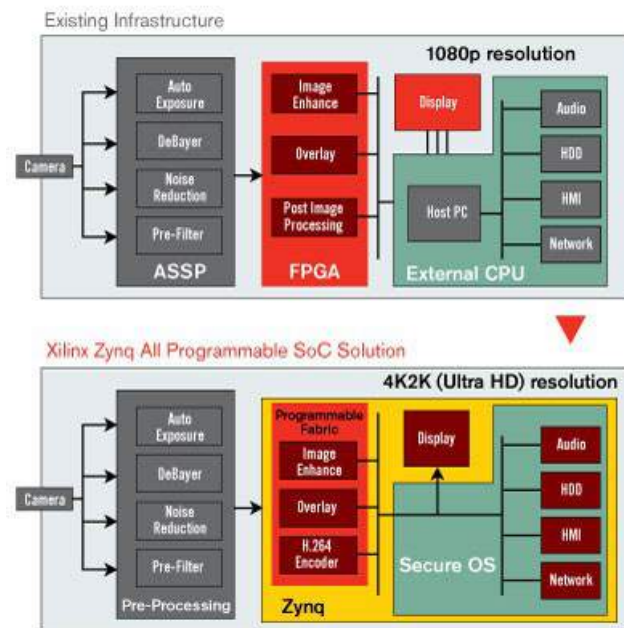 Existing Infrastructure
1080p resolution
Camera
Auto
Exposure
DeBayer
Noise
Reduction
Pre-Filter
ASSP
Image
Enhance
Overlay
Post Image
Processing
FPGA
Display
Host PC
External CPU
Audio
HDD
HMI
Network
Xilinx Zynq All Programmable SoC Solution
4K2K (Ultra HD) resolution
Camera
Auto
Exposure
DeBayer
Noise
Reduction
Pre-Filter
Pre-Processing
Programmable
Fabric
Image
Enhance
Overlay
H.264
Encoder
Zynq
Display
Secure OS
Audio
HDD
HMI
Network